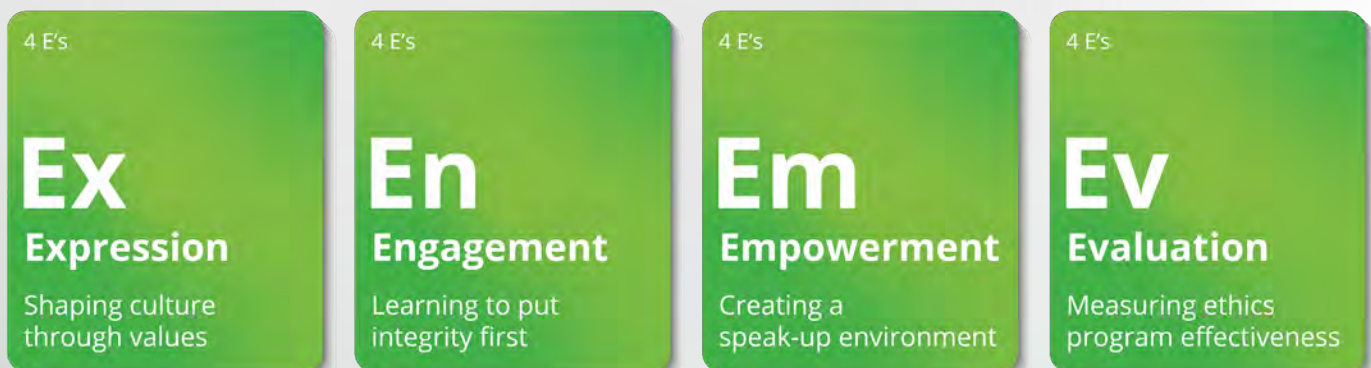 4 E's
Ex
Expression
Shaping culture
through values
4 E's
En
Engagement
Learning to put
integrity first
4 E's
Em
Empowerment
Creating a
speak-up environment
4 E's
Ev
Evaluation
Measuring ethics
program effectiveness